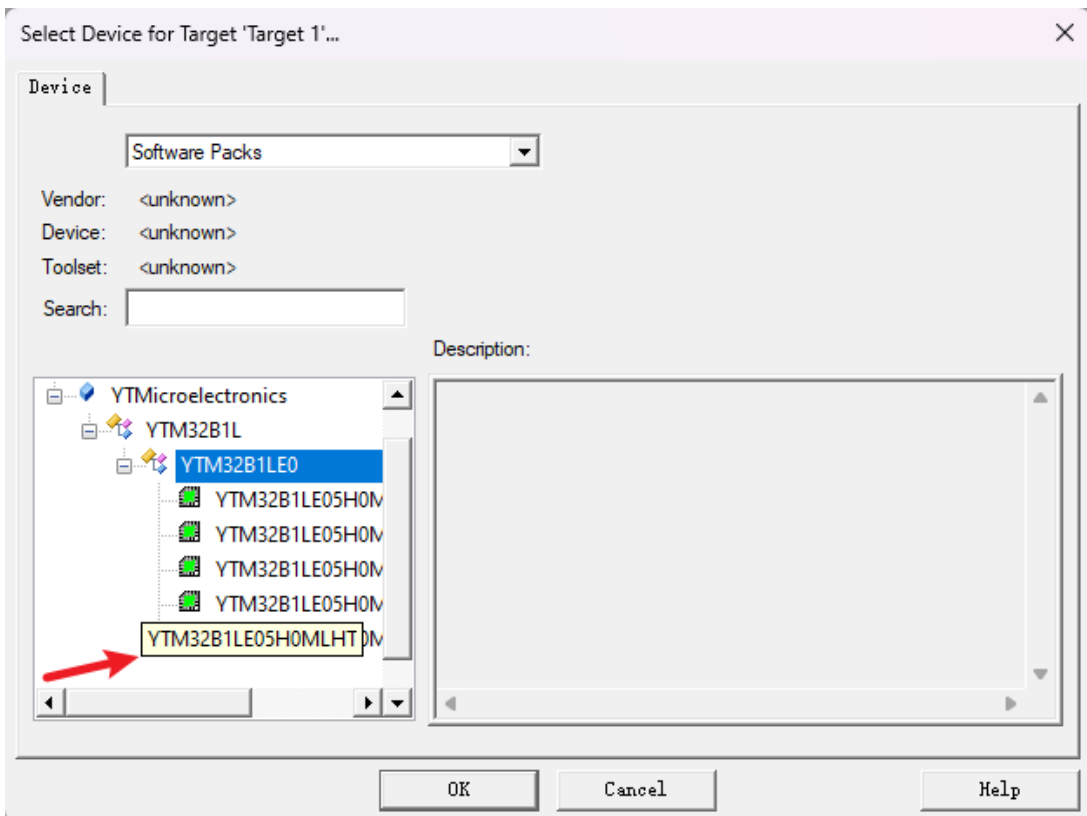 Select Device for Target 'Target 1'...
Device
Software Packs
Vendor: <unknown>
Device: <unknown>
Toolset: <unknown>
Search:
Description:
YTMicroelectronics
YTM32B1L
YTM32B1LE0
YTM32B1LE05H0M
YTM32B1LE05H0M
YTM32B1LE05H0M
YTM32B1LE05H0M
YTM32B1LE05H0MLHT 0M
OK Cancel Help